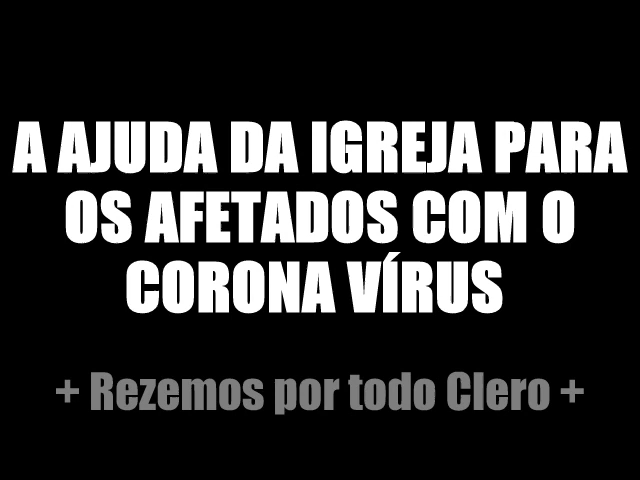 A AJUDA DA IGREJA PARA
OS AFETADOS COM O
CORONA VÍRUS
+ Rezemos por todo Clero +